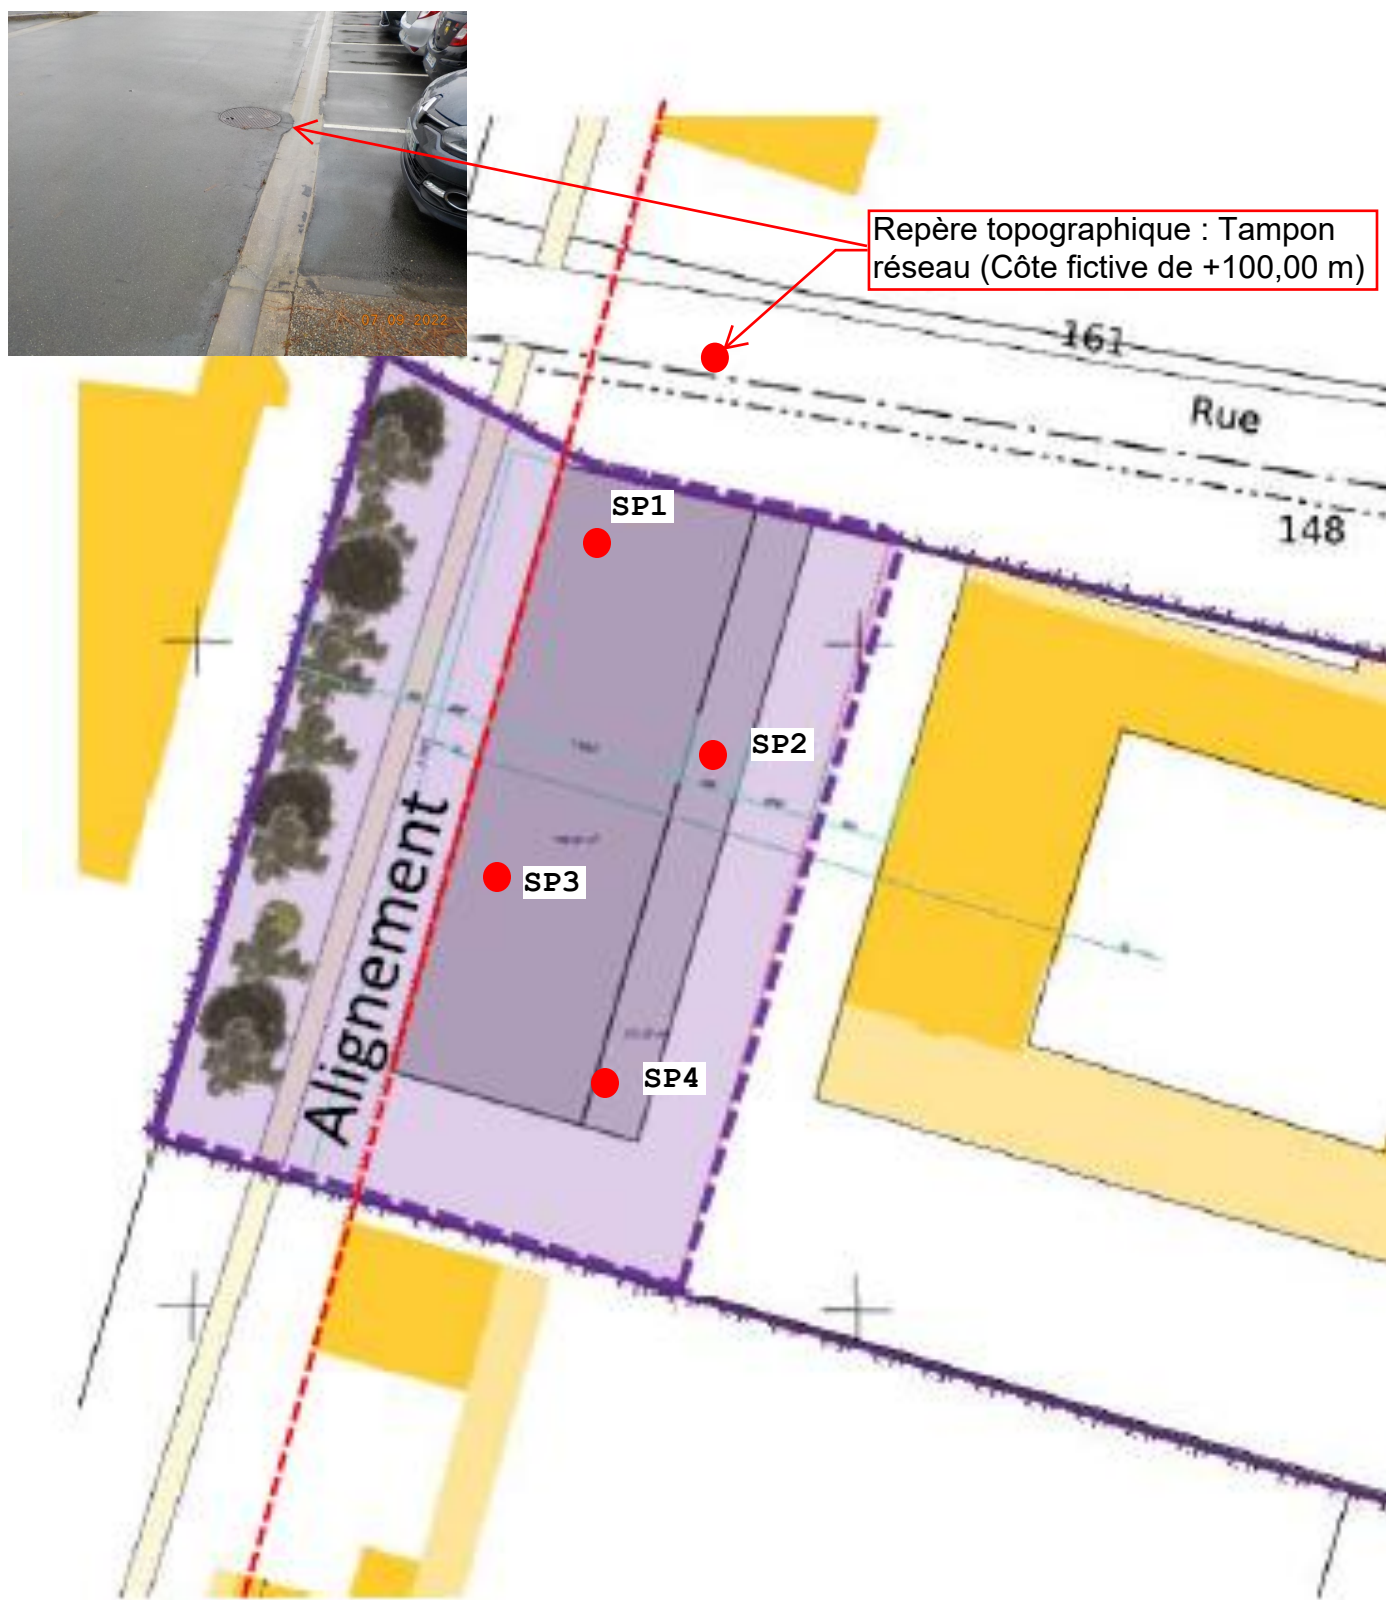 07 09 2022
Repère topographique : Tampon
réseau (Côte fictive de +100,00 m)
161
Rue
148
SP1
SP2
SP3
Alignement
SP4